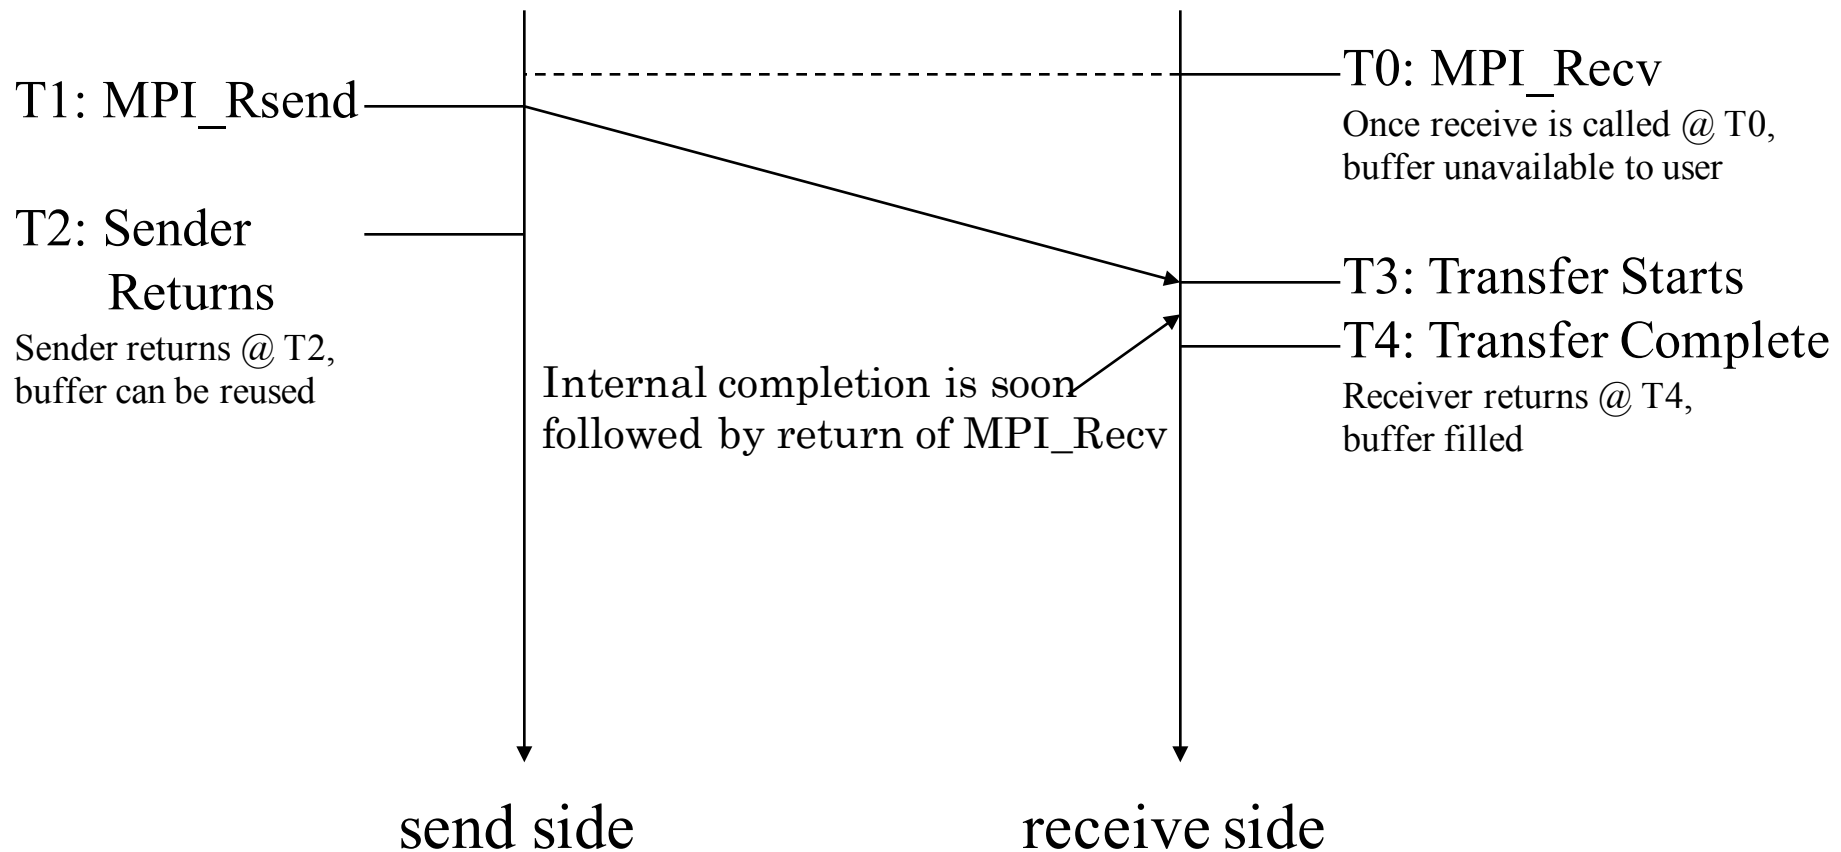 T1: MPI_Rsend
T2: Sender
Returns
Sender returns @ T2,
buffer can be reused
Internal completion is soon
followed by return of MPI_Recv
T0: MPI_Recv
Once receive is called @ T0,
buffer unavailable to user
T3: Transfer Starts
T4: Transfer Complete
Receiver returns @ T4,
buffer filled
send side
receive side